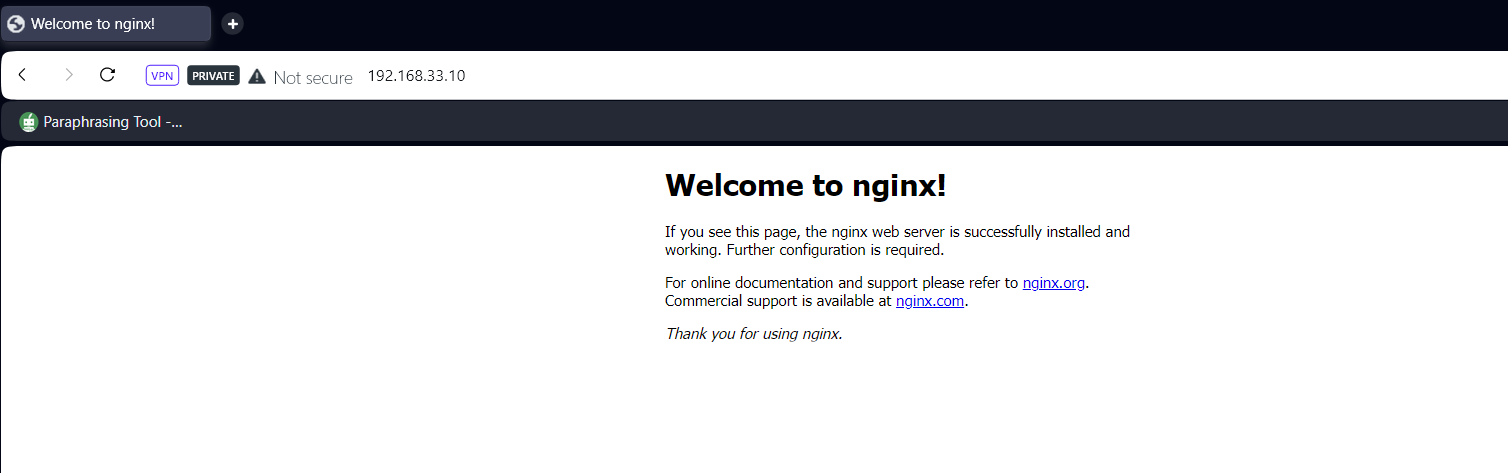 Welcome to nginx!
VPN PRIVATE Not secure 192.168.33.10
Paraphrasing Tool -...
Welcome to nginx!
If you see this page, the nginx web server is successfully installed and
working. Further configuration is required.
For online documentation and support please refer to nginx.org.
Commercial support is available at nginx.com.
Thank you for using nginx.